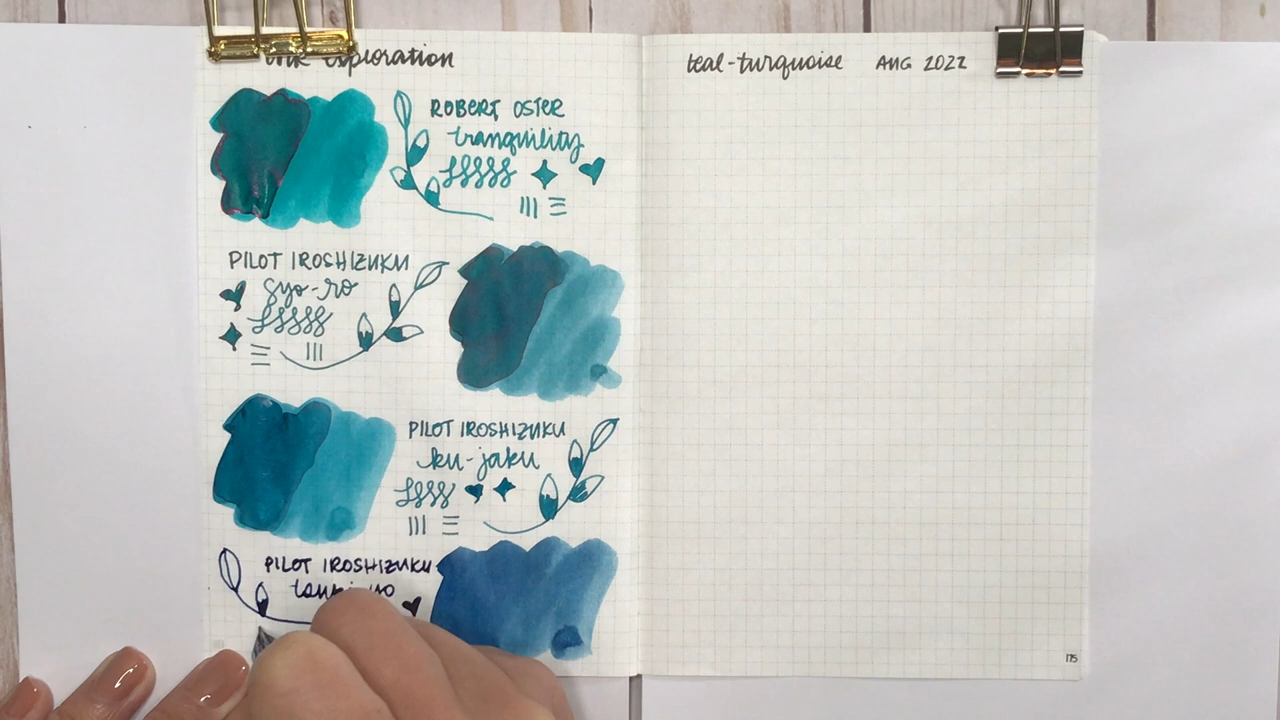 ink exploration
teal-turquoise AUG 2022
ROBERT OSTER
tranquility
PILOT IROSHIZUKU
syo-ro
PILOT IROSHIZUKU
ku-jaku
PILOT IROSHIZUKU
175